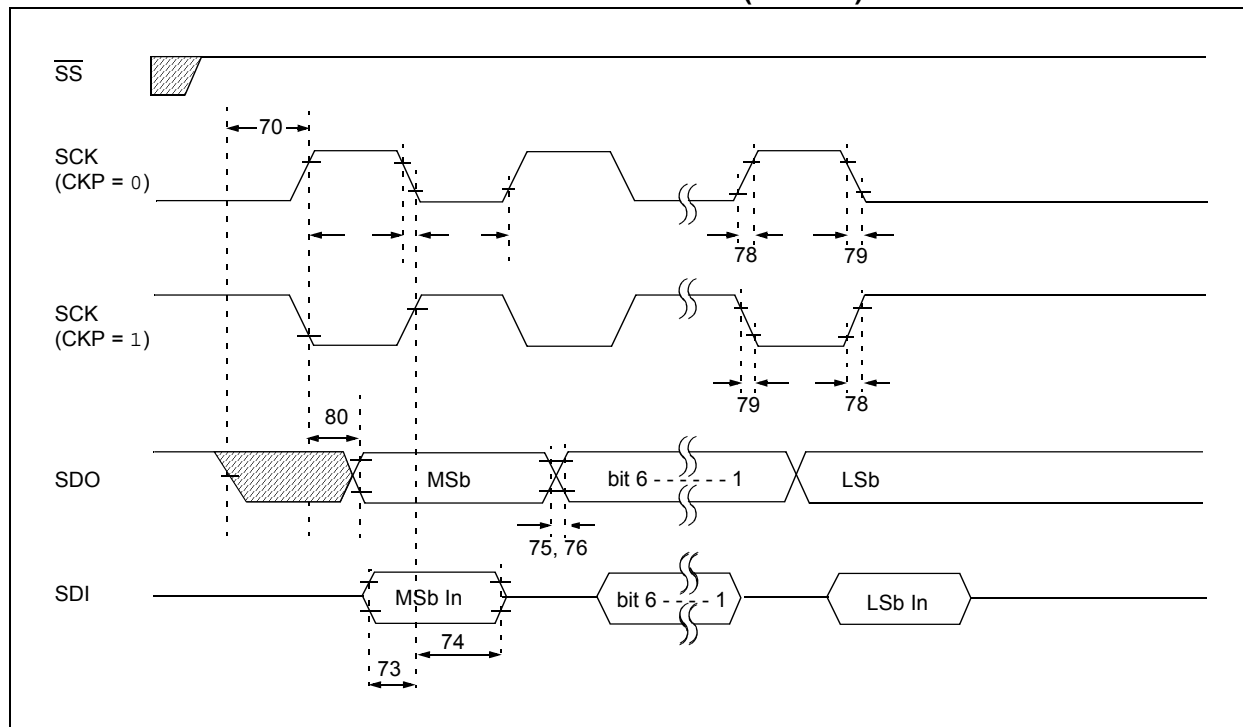 SS
70
SCK
(CKP = 0)
78
79
SCK
(CKP = 1)
79
78
80
SDO
MSb
bit 6 - - - - - - 1
LSb
75, 76
SDI
MSb In
bit 6 - - - - - 1
LSb In
74
73